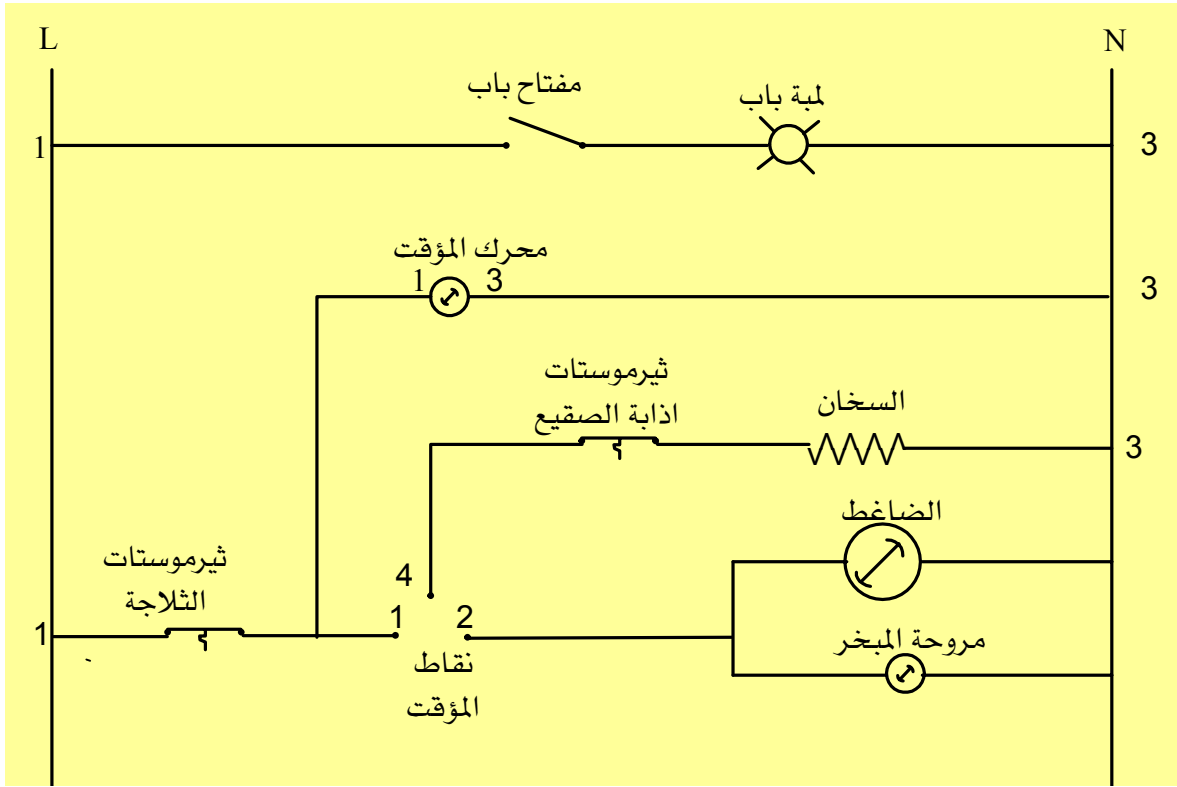 L
N
مفتاح باب
لمبة باب
1
3
محرك المؤقت
1 3
3
ثيرموستات
اذابة الصقيع
السخان
3
الضاغط
ثيرموستات
الثلاجة
4
1 2
1
نقاط
المؤقت
مروحة المبخر